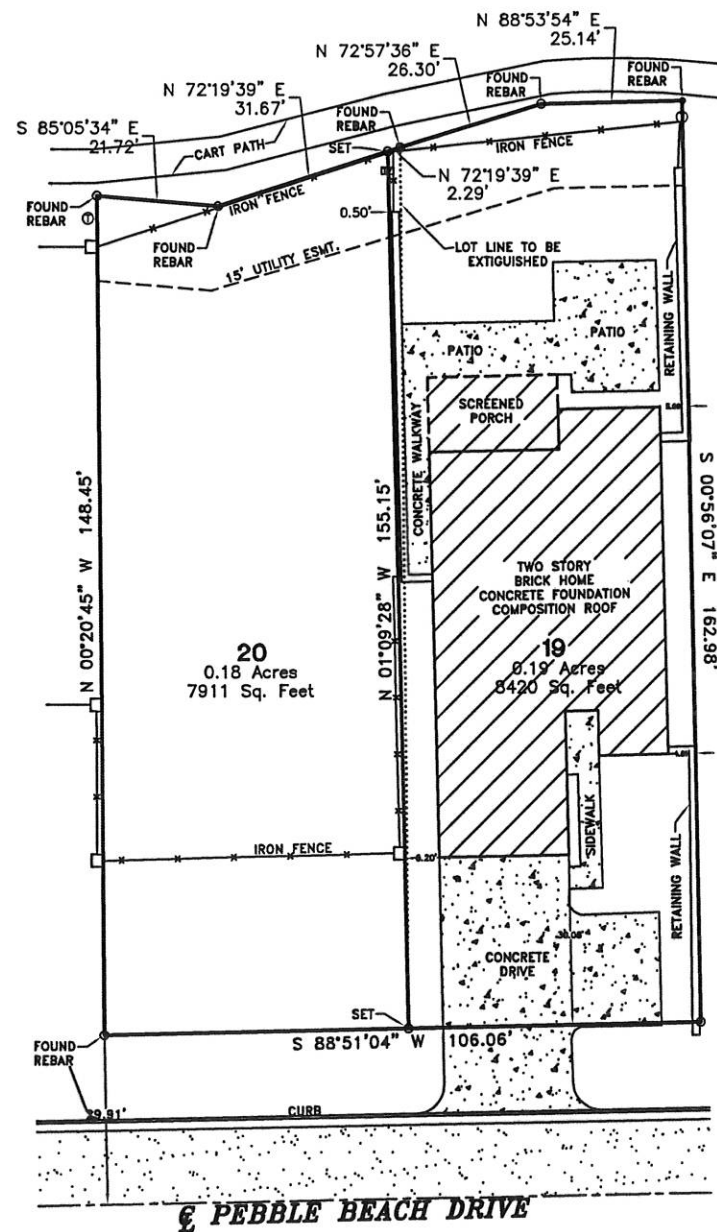 N 88°53'54" E
25.14'
N 72°57'36" E
26.30'
N 72°19'39" E
31.67'
S 85°05'34" E
21.72'
FOUND
REBAR
FOUND
REBAR
FOUND
REBAR
SET
CART PATH
IRON FENCE
N 72°19'39" E
2.29'
FOUND
REBAR
T
IRON FENCE
FOUND
REBAR
0.50'
LOT LINE TO BE
EXTIGUISHED
15' UTILITY ESMT.
RETAINING WALL
PATIO
PATIO
SCREENED
PORCH
CONCRETE WALKWAY
N 00°20'45" W 148.45'
N 01°09'28" W 155.15'
S 00°56'07" E 162.98'
TWO STORY
BRICK HOME
CONCRETE FOUNDATION
COMPOSITION ROOF
20
0.18 Acres
7911 Sq. Feet
19
0.19 Acres
8420 Sq. Feet
SIDEWALK
IRON FENCE
6.20'
RETAINING WALL
30.08'
CONCRETE
DRIVE
SET
S 88°51'04" W 106.06'
FOUND
REBAR
29.91'
CURB
℄ PEBBLE BEACH DRIVE